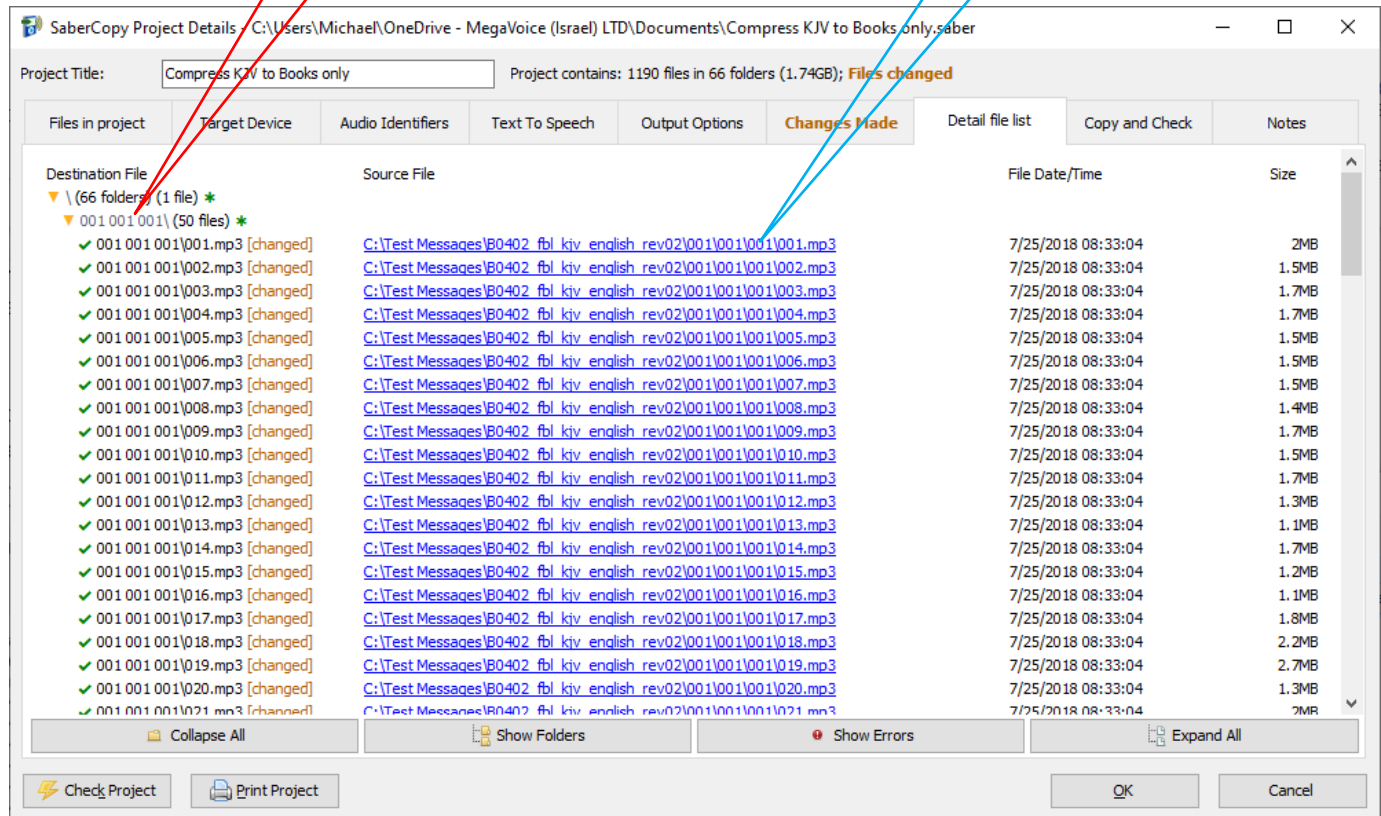 SaberCopy Project Details - C:\Users\Michael\OneDrive - MegaVoice (Israel) LTD\Documents\Compress KJV to Books only.saber
Project Title: Compress KJV to Books only Project contains: 1190 files in 66 folders (1.74GB); Files changed
Files in project Target Device Audio Identifiers Text To Speech Output Options Changes Made Detail file list Copy and Check Notes
Destination File Source File File Date/Time Size
\ (66 folders) (1 file) *
001 001 001\ (50 files) *
001 001 001\001.mp3 [changed] C:\Test Messages\B0402_fbl_kjv_english_rev02\001\001\001\001.mp3 7/25/2018 08:33:04 2MB
001 001 001\002.mp3 [changed] C:\Test Messages\B0402_fbl_kjv_english_rev02\001\001\001\002.mp3 7/25/2018 08:33:04 1.5MB
001 001 001\003.mp3 [changed] C:\Test Messages\B0402_fbl_kjv_english_rev02\001\001\001\003.mp3 7/25/2018 08:33:04 1.7MB
001 001 001\004.mp3 [changed] C:\Test Messages\B0402_fbl_kjv_english_rev02\001\001\001\004.mp3 7/25/2018 08:33:04 1.7MB
001 001 001\005.mp3 [changed] C:\Test Messages\B0402_fbl_kjv_english_rev02\001\001\001\005.mp3 7/25/2018 08:33:04 1.5MB
001 001 001\006.mp3 [changed] C:\Test Messages\B0402_fbl_kjv_english_rev02\001\001\001\006.mp3 7/25/2018 08:33:04 1.5MB
001 001 001\007.mp3 [changed] C:\Test Messages\B0402_fbl_kjv_english_rev02\001\001\001\007.mp3 7/25/2018 08:33:04 1.5MB
001 001 001\008.mp3 [changed] C:\Test Messages\B0402_fbl_kjv_english_rev02\001\001\001\008.mp3 7/25/2018 08:33:04 1.4MB
001 001 001\009.mp3 [changed] C:\Test Messages\B0402_fbl_kjv_english_rev02\001\001\001\009.mp3 7/25/2018 08:33:04 1.7MB
001 001 001\010.mp3 [changed] C:\Test Messages\B0402_fbl_kjv_english_rev02\001\001\001\010.mp3 7/25/2018 08:33:04 1.5MB
001 001 001\011.mp3 [changed] C:\Test Messages\B0402_fbl_kjv_english_rev02\001\001\001\011.mp3 7/25/2018 08:33:04 1.7MB
001 001 001\012.mp3 [changed] C:\Test Messages\B0402_fbl_kjv_english_rev02\001\001\001\012.mp3 7/25/2018 08:33:04 1.3MB
001 001 001\013.mp3 [changed] C:\Test Messages\B0402_fbl_kjv_english_rev02\001\001\001\013.mp3 7/25/2018 08:33:04 1.1MB
001 001 001\014.mp3 [changed] C:\Test Messages\B0402_fbl_kjv_english_rev02\001\001\001\014.mp3 7/25/2018 08:33:04 1.7MB
001 001 001\015.mp3 [changed] C:\Test Messages\B0402_fbl_kjv_english_rev02\001\001\001\015.mp3 7/25/2018 08:33:04 1.2MB
001 001 001\016.mp3 [changed] C:\Test Messages\B0402_fbl_kjv_english_rev02\001\001\001\016.mp3 7/25/2018 08:33:04 1.1MB
001 001 001\017.mp3 [changed] C:\Test Messages\B0402_fbl_kjv_english_rev02\001\001\001\017.mp3 7/25/2018 08:33:04 1.8MB
001 001 001\018.mp3 [changed] C:\Test Messages\B0402_fbl_kjv_english_rev02\001\001\001\018.mp3 7/25/2018 08:33:04 2.2MB
001 001 001\019.mp3 [changed] C:\Test Messages\B0402_fbl_kjv_english_rev02\001\001\001\019.mp3 7/25/2018 08:33:04 2.7MB
001 001 001\020.mp3 [changed] C:\Test Messages\B0402_fbl_kjv_english_rev02\001\001\001\020.mp3 7/25/2018 08:33:04 1.3MB
001 001 001\021.mp3 [changed] C:\Test Messages\B0402_fbl_kjv_english_rev02\001\001\001\021.mp3 7/25/2018 08:33:04 2MB
Collapse All Show Folders Show Errors Expand All
Check Project Print Project OK Cancel